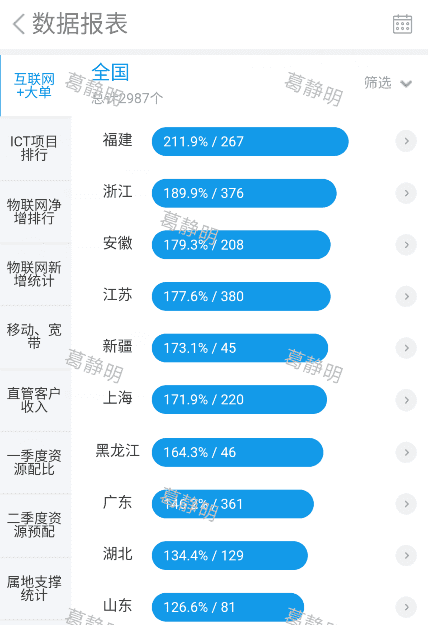 数据报表
互联网
+大单
全国
总计2987个
筛选
ICT项目
排行
物联网净
增排行
物联网新
增统计
移动、宽
带
直管客户
收入
一季度资
源配比
二季度资
源预配
属地支撑
统计
福建 211.9% / 267
浙江 189.9% / 376
安徽 179.3% / 208
江苏 177.6% / 380
新疆 173.1% / 45
上海 171.9% / 220
黑龙江 164.3% / 46
广东 146.2% / 361
湖北 134.4% / 129
山东 126.6% / 81
葛静明
葛静明
葛静明
葛静明
葛静明
葛静明
葛静明
葛静明